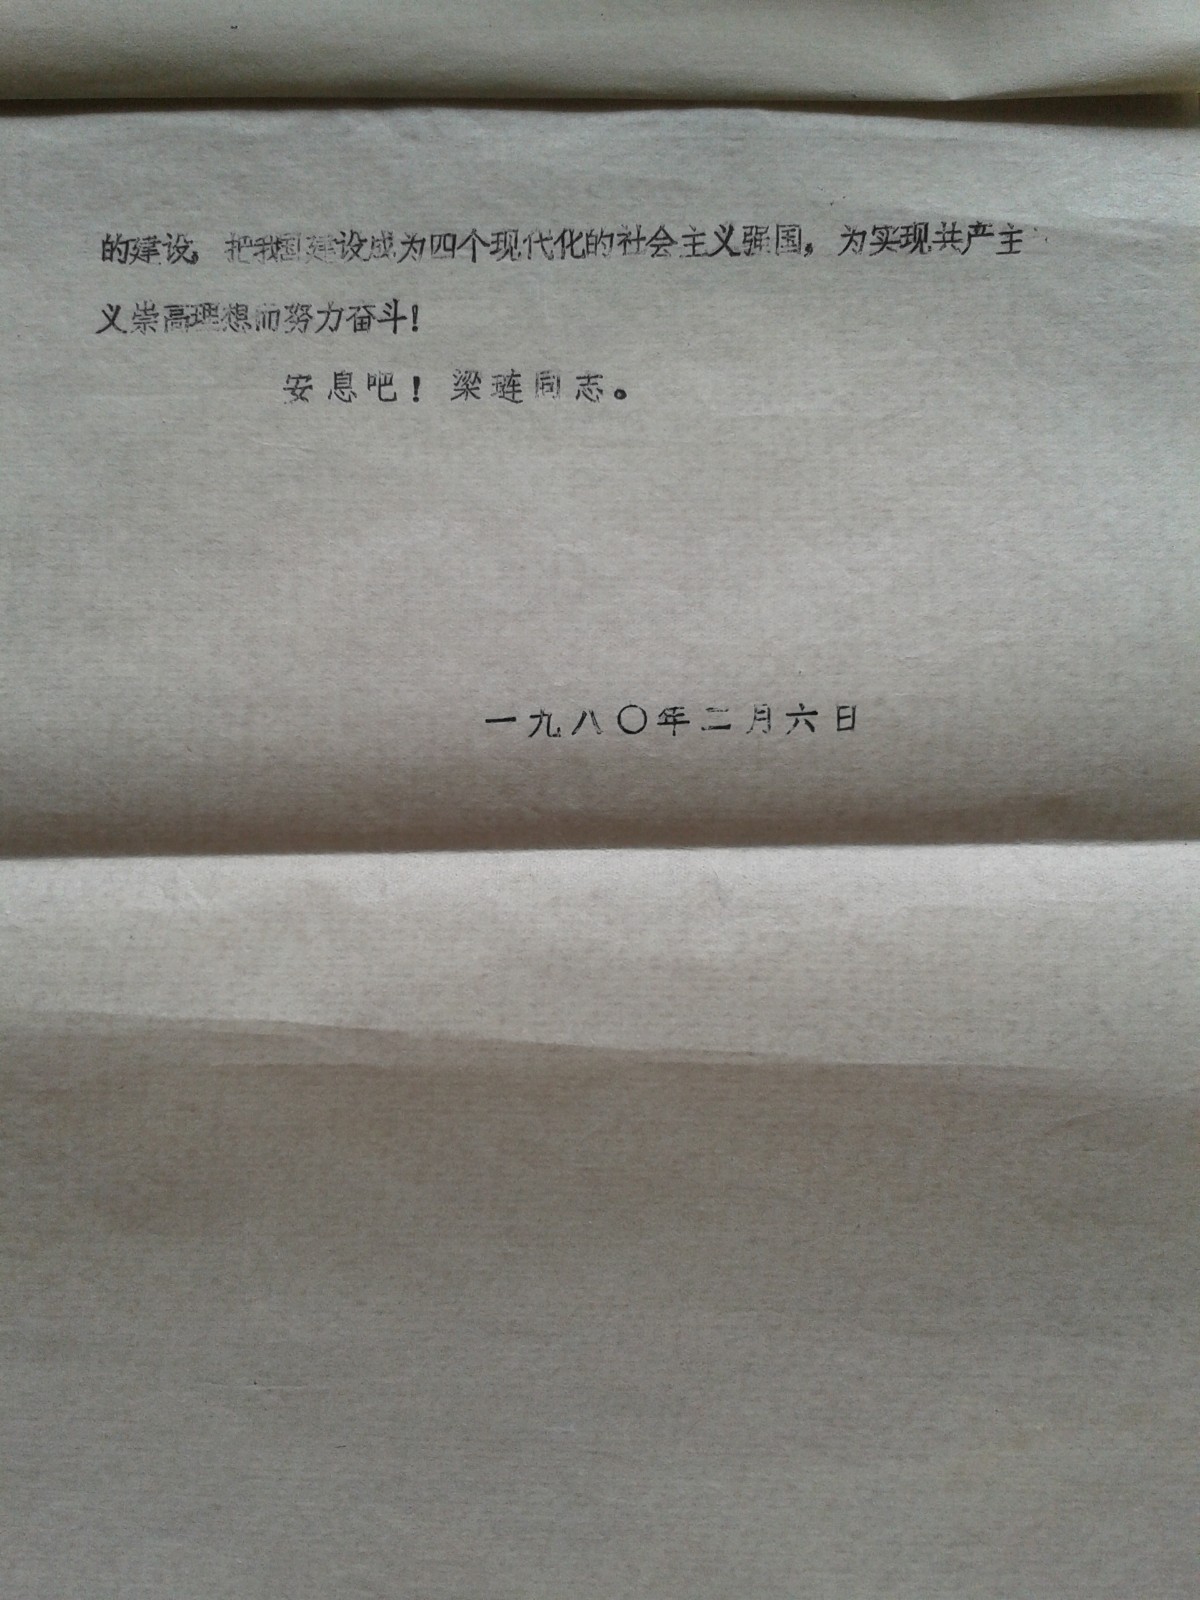 的建设，把我国建设成为四个现代化的社会主义强国，为实现共产主
义崇高理想而努力奋斗！
安息吧！梁琏同志。
一九八〇年二月六日